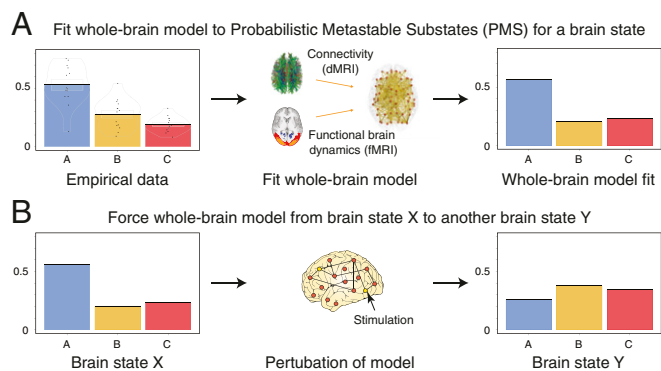 A Fit whole-brain model to Probabilistic Metastable Substates (PMS) for a brain state
0.5
0
A B C
Empirical data
Connectivity
(dMRI)
Functional brain
dynamics (fMRI)
Fit whole-brain model
0.5
0
A B C
Whole-brain model fit
B Force whole-brain model from brain state X to another brain state Y
0.5
0
A B C
Brain state X
Stimulation
Pertubation of model
0.5
0
A B C
Brain state Y